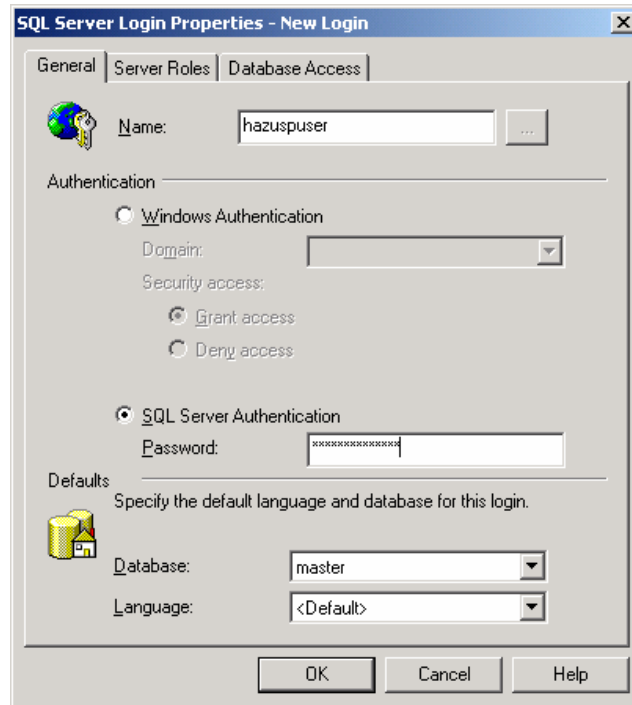 SQL Server Login Properties - New Login
General Server Roles Database Access
Name: hazuspuser ...
Authentication
Windows Authentication
Domain:
Security access:
Grant access
Deny access
SQL Server Authentication
Password: **************
Defaults
Specify the default language and database for this login.
Database: master
Language: <Default>
OK Cancel Help